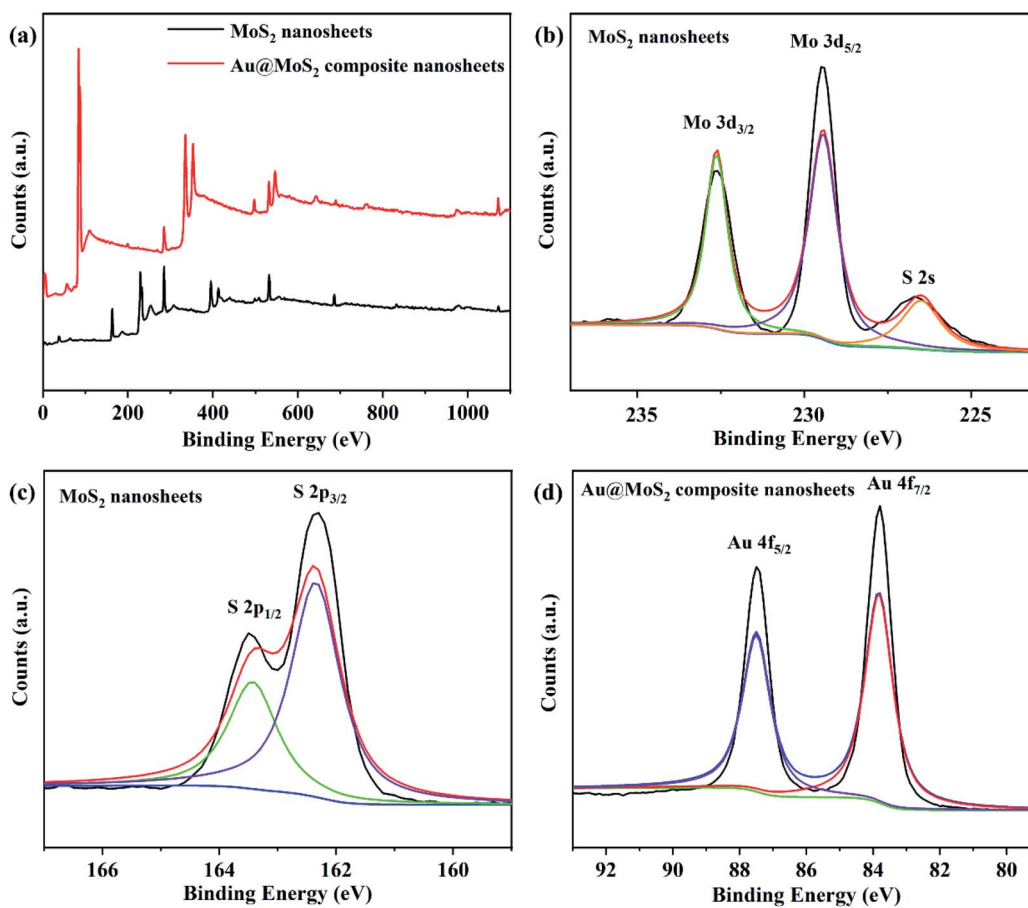 (a)
MoS₂ nanosheets
Au@MoS₂ composite nanosheets
Counts (a.u.)
0 200 400 600 800 1000
Binding Energy (eV)
(b)
MoS₂ nanosheets
Mo 3d₅/₂
Mo 3d₃/₂
S 2s
Counts (a.u.)
235 230 225
Binding Energy (eV)
(c)
MoS₂ nanosheets
S 2p₃/₂
S 2p₁/₂
Counts (a.u.)
166 164 162 160
Binding Energy (eV)
(d)
Au@MoS₂ composite nanosheets
Au 4f₇/₂
Au 4f₅/₂
Counts (a.u.)
92 90 88 86 84 82 80
Binding Energy (eV)